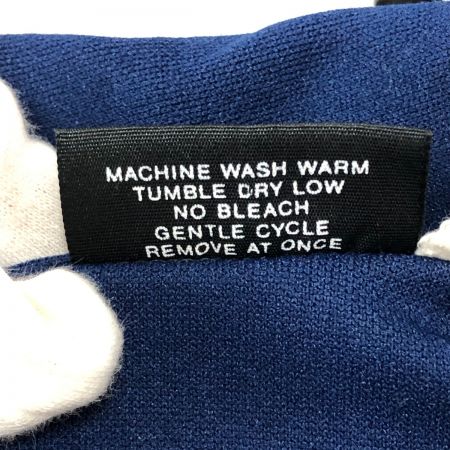 MACHINE WASH WARM
TUMBLE DRY LOW
NO BLEACH
GENTLE CYCLE
REMOVE AT ONCE